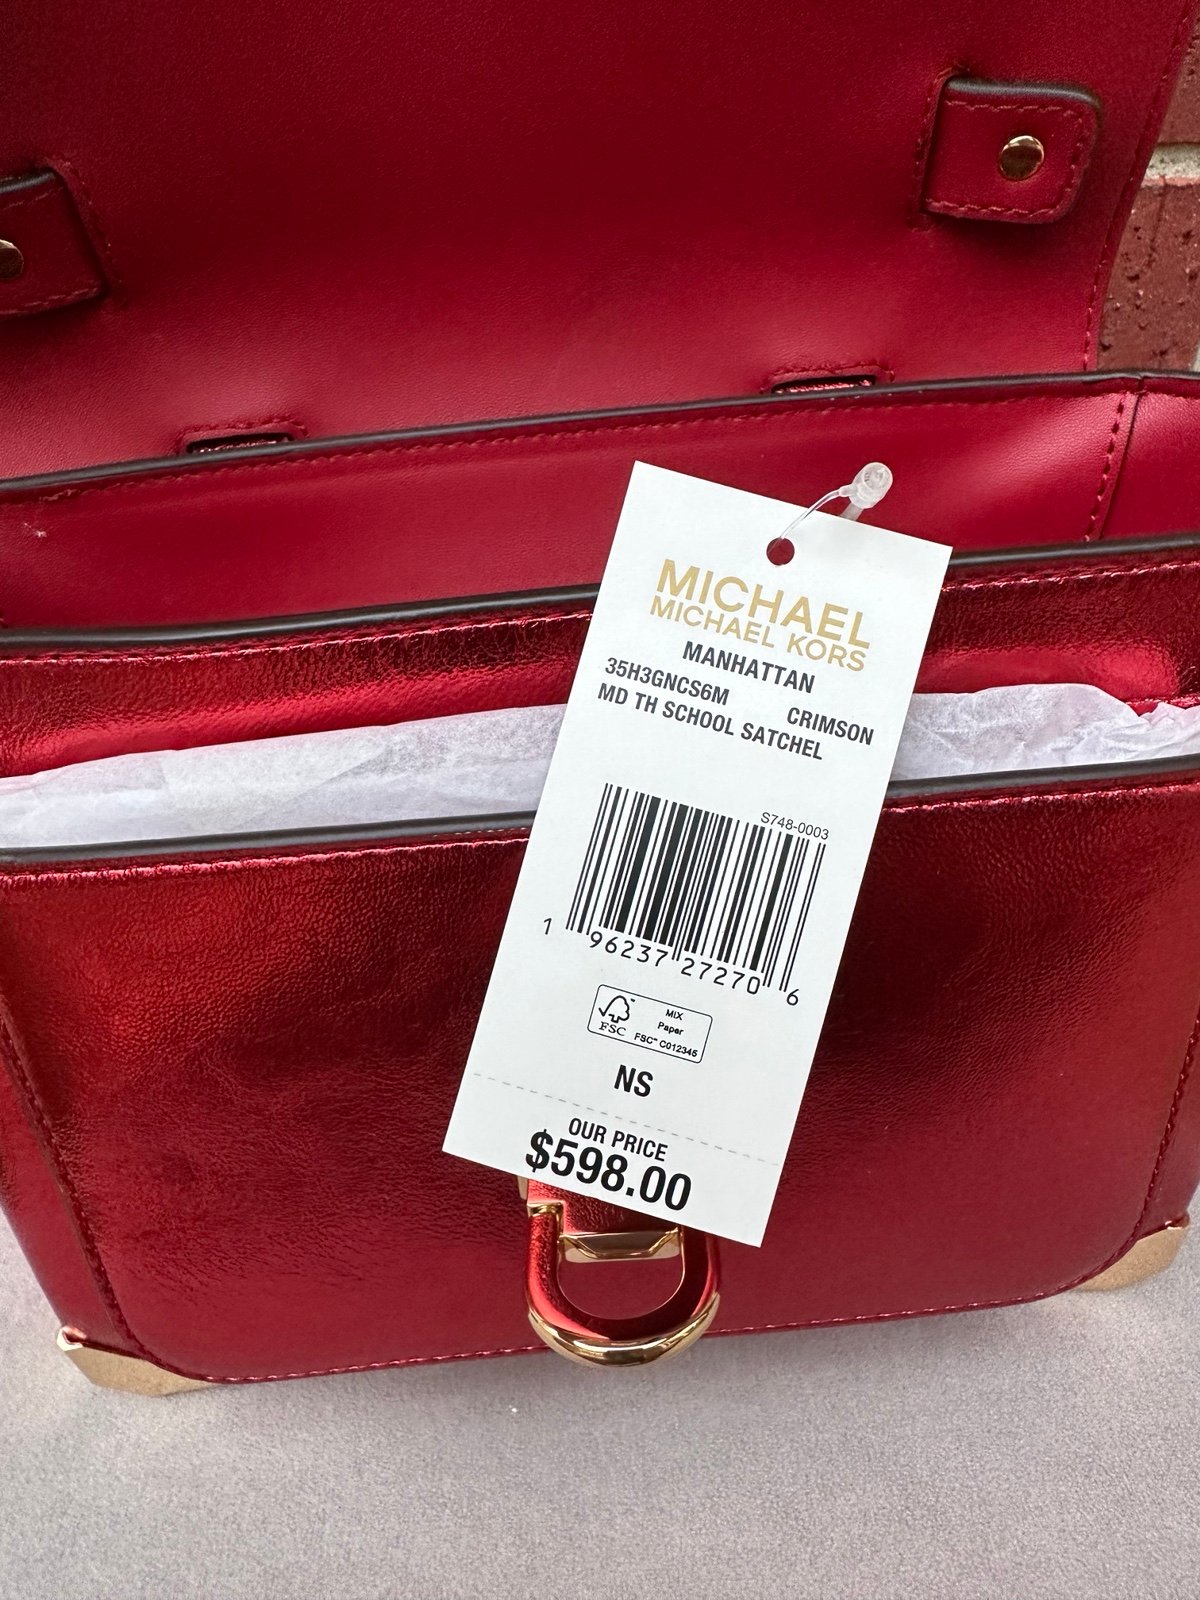 MICHAEL
MICHAEL KORS
MANHATTAN
35H3GNCS6M CRIMSON
MD TH SCHOOL SATCHEL
S748-0003
1 96237 27270 6
FSC
MIX
Paper
FSC™ C012345
NS
OUR PRICE
$598.00